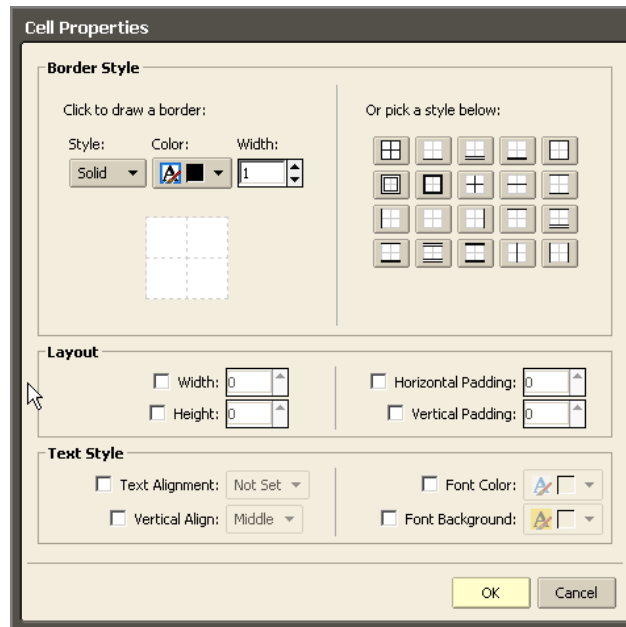 Cell Properties
Border Style
Click to draw a border:
Or pick a style below:
Style: Color: Width:
Solid 1
Layout
Width: 0 Horizontal Padding: 0
Height: 0 Vertical Padding: 0
Text Style
Text Alignment: Not Set Font Color:
Vertical Align: Middle Font Background:
OK Cancel